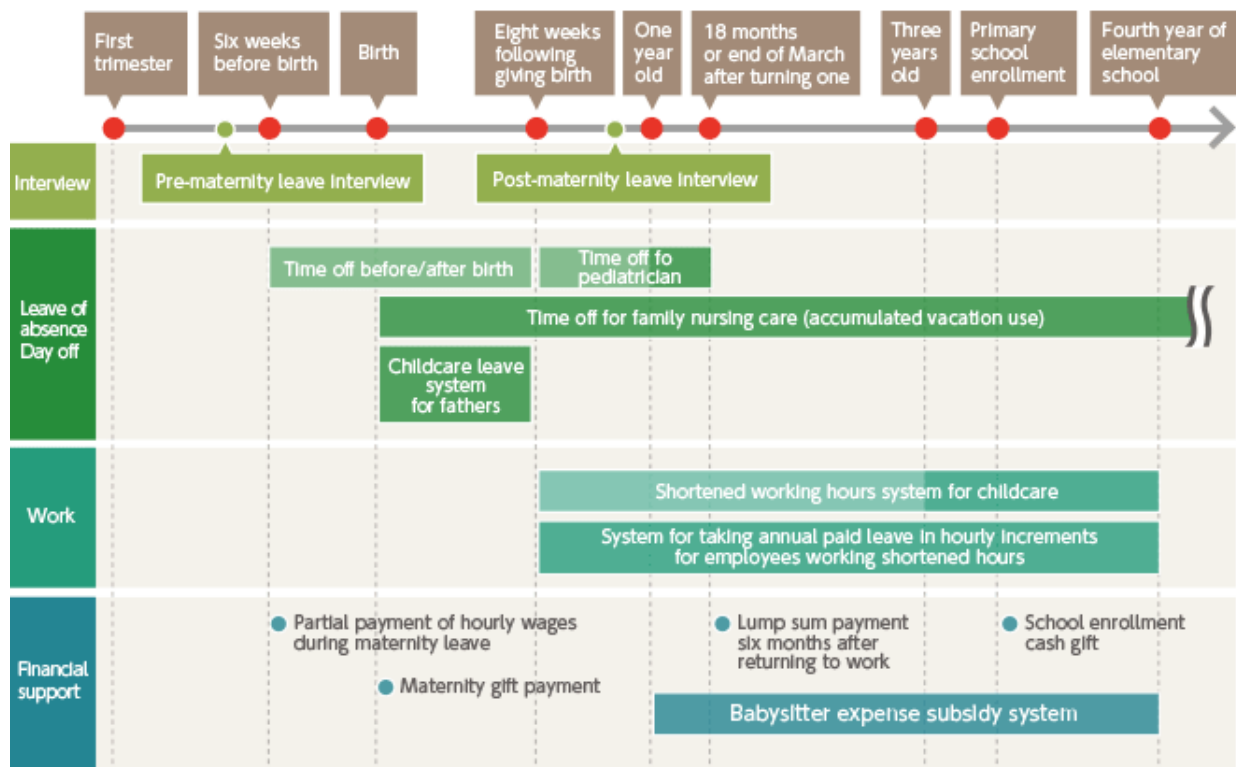 First
trimester
Six weeks
before birth
Birth
Eight weeks
following
giving birth
One
year
old
18 months
or end of March
after turning one
Three
years
old
Primary
school
enrollment
Fourth year of
elementary
school
Interview
Pre-maternity leave interview
Post-maternity leave interview
Leave of
absence
Day off
Time off before/after birth
Time off fo
pediatrician
Time off for family nursing care (accumulated vacation use)
Childcare leave
system
for fathers
Work
Shortened working hours system for childcare
System for taking annual paid leave in hourly increments
for employees working shortened hours
Financial
support
Partial payment of hourly wages
during maternity leave
Maternity gift payment
Lump sum payment
six months after
returning to work
School enrollment
cash gift
Babysitter expense subsidy system